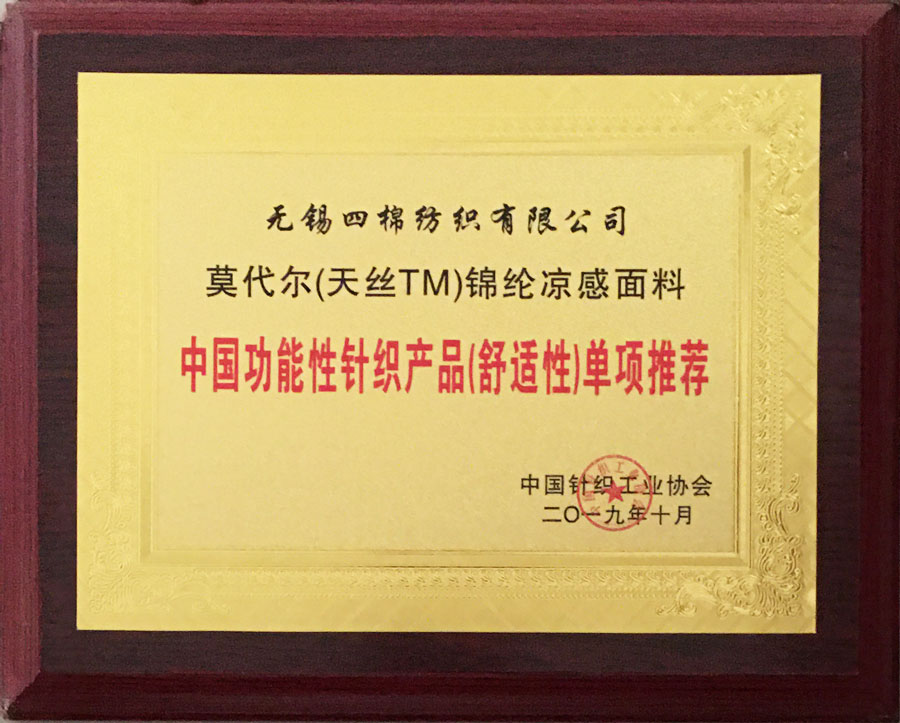 无锡四棉纺织有限公司
莫代尔(天丝TM)锦纶凉感面料
中国功能性针织产品(舒适性)单项推荐
中国针织工业协会
二〇一九年十月